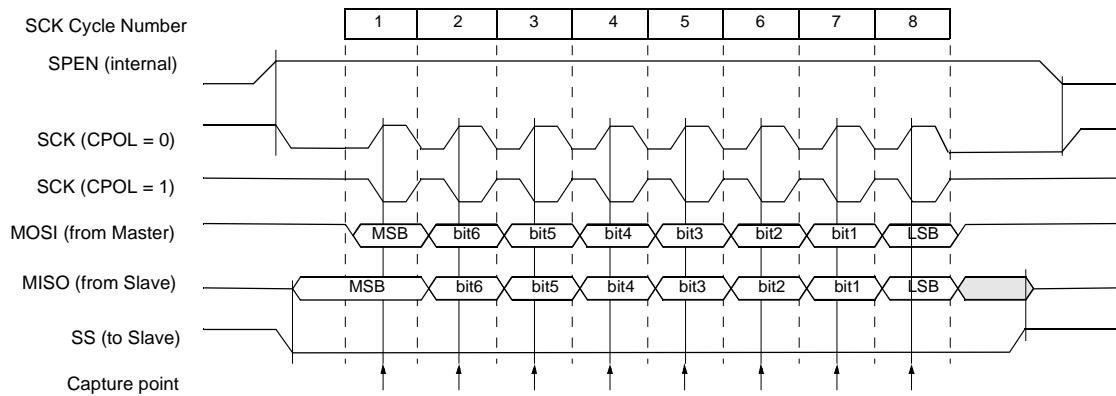 SCK Cycle Number 1 2 3 4 5 6 7 8
SPEN (internal)
SCK (CPOL = 0)
SCK (CPOL = 1)
MOSI (from Master) MSB bit6 bit5 bit4 bit3 bit2 bit1 LSB
MISO (from Slave) MSB bit6 bit5 bit4 bit3 bit2 bit1 LSB
SS (to Slave)
Capture point